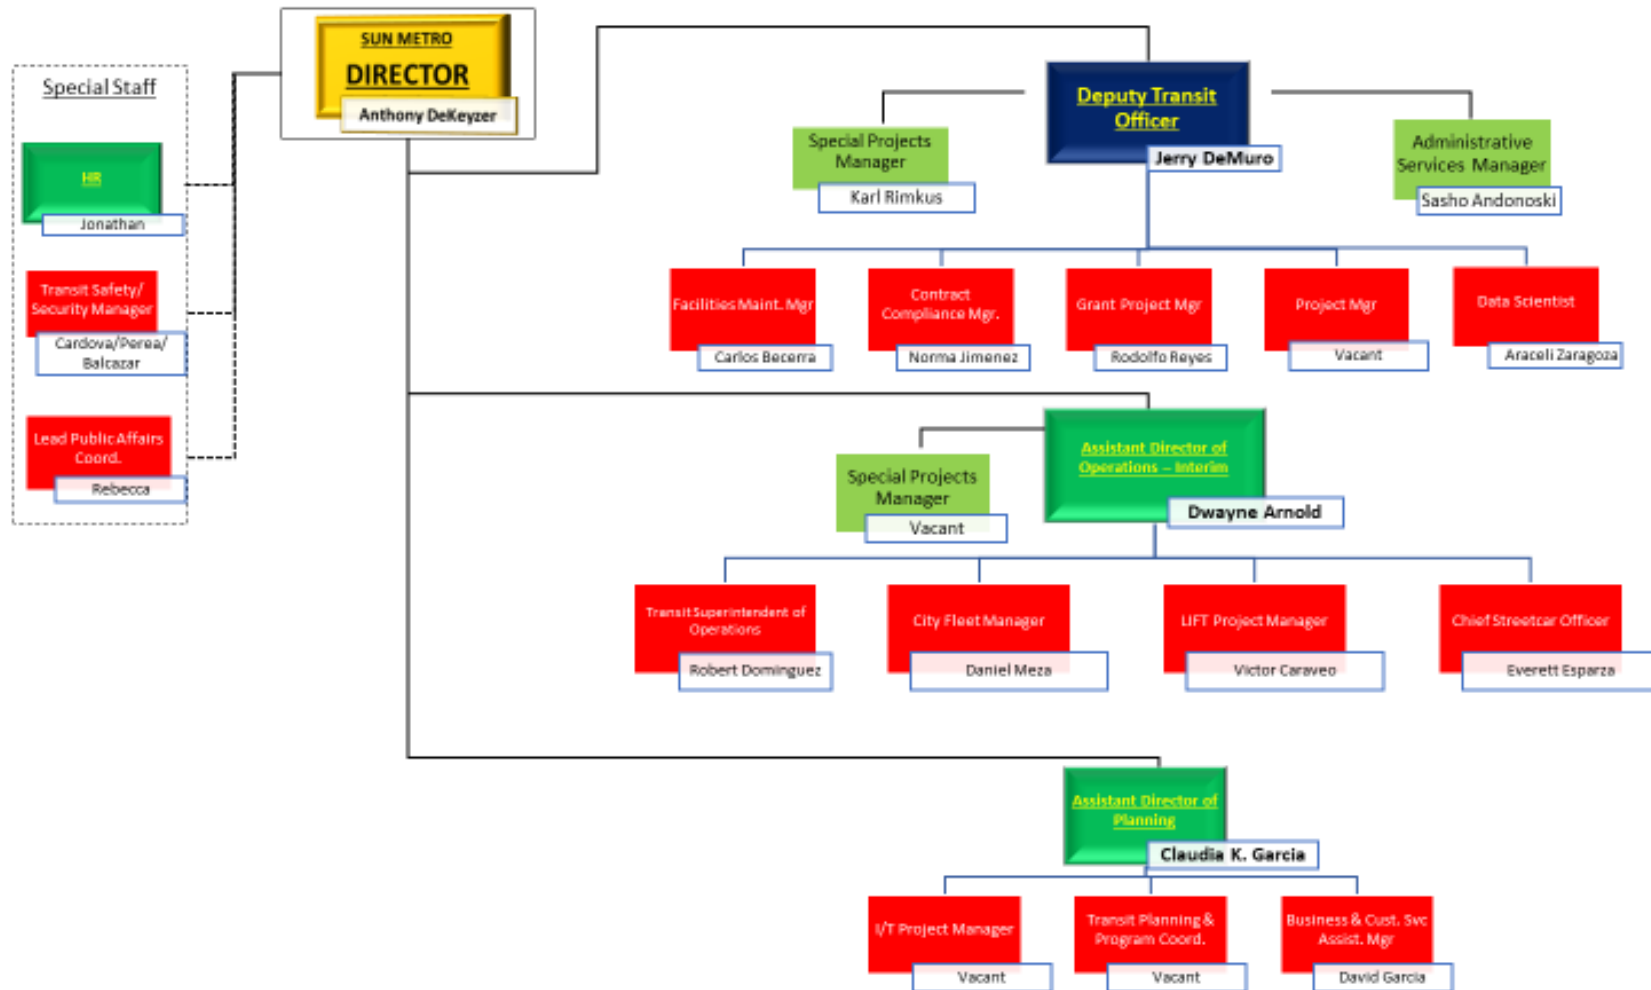 SUN METRO
DIRECTOR
Anthony DeKeyzer
Special Staff
HR
Jonathan
Transit Safety/
Security Manager
Cardova/Perea/
Balcazar
Lead Public Affairs
Coord.
Rebecca
Deputy Transit
Officer
Jerry DeMuro
Special Projects
Manager
Karl Rimkus
Administrative
Services Manager
Sasho Andonoski
Facilities Maint. Mgr
Carlos Becerra
Contract
Compliance Mgr.
Norma Jimenez
Grant Project Mgr
Rodolfo Reyes
Project Mgr
Vacant
Data Scientist
Araceli Zaragoza
Assistant Director of
Operations – Interim
Dwayne Arnold
Special Projects
Manager
Vacant
Transit Superintendent of
Operations
Robert Dominguez
City Fleet Manager
Daniel Meza
LIFT Project Manager
Victor Caraveo
Chief Streetcar Officer
Everett Esparza
Assistant Director of
Planning
Claudia K. Garcia
I/T Project Manager
Vacant
Transit Planning &
Program Coord.
Vacant
Business & Cust. Svc
Assist. Mgr
David Garcia